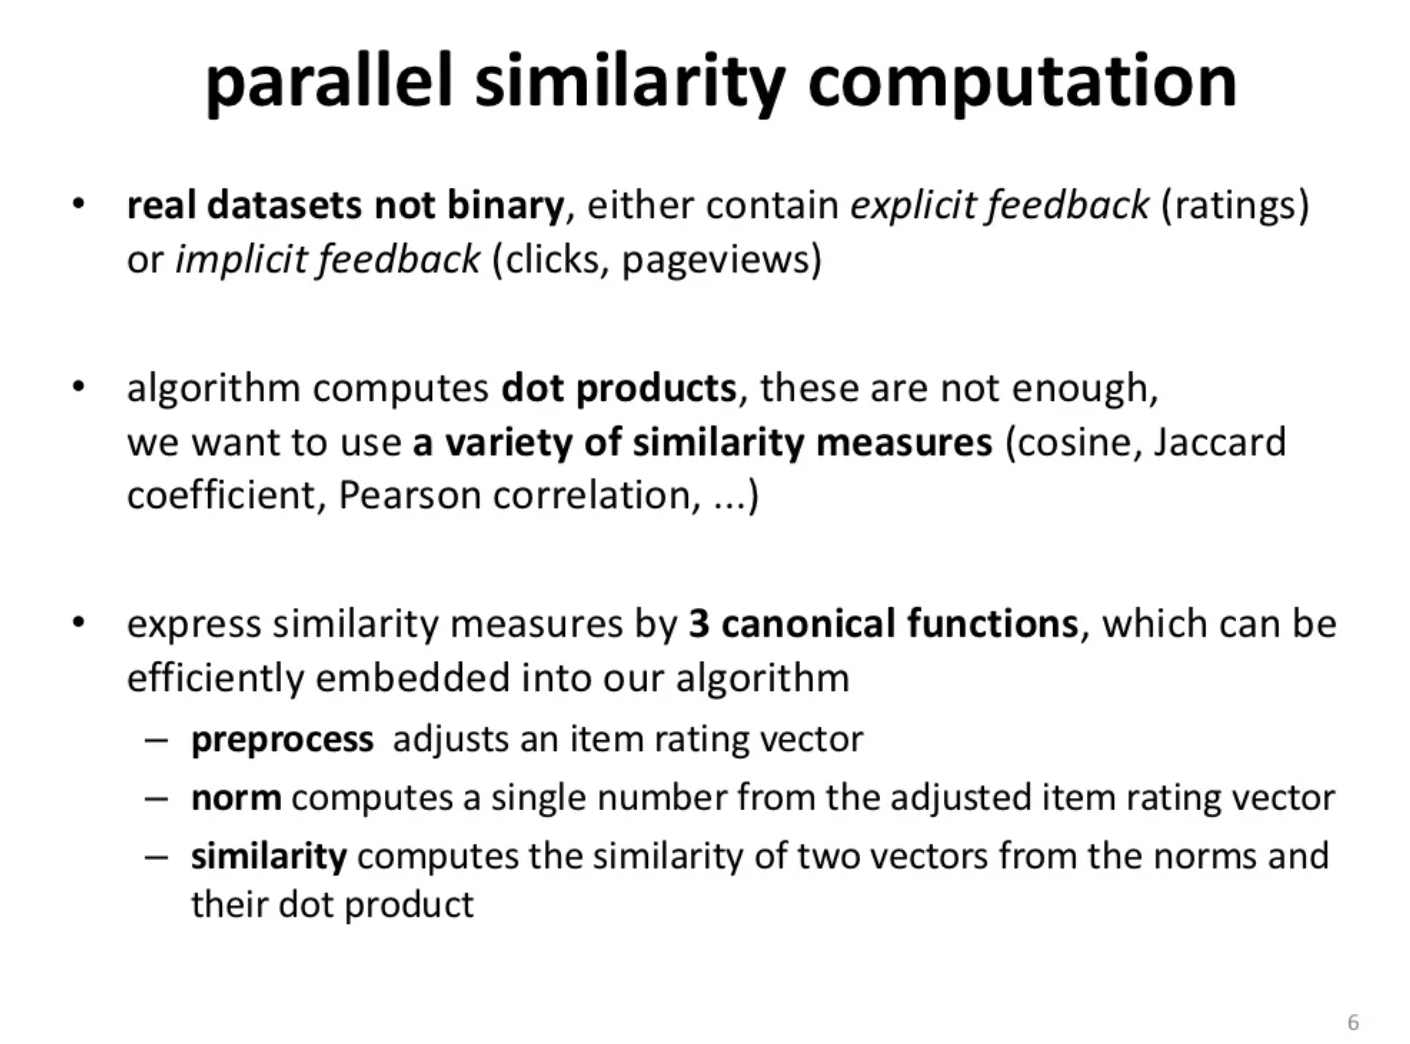 parallel similarity computation
• real datasets not binary, either contain explicit feedback (ratings)
or implicit feedback (clicks, pageviews)
• algorithm computes dot products, these are not enough,
we want to use a variety of similarity measures (cosine, Jaccard
coefficient, Pearson correlation, ...)
• express similarity measures by 3 canonical functions, which can be
efficiently embedded into our algorithm
– preprocess adjusts an item rating vector
– norm computes a single number from the adjusted item rating vector
– similarity computes the similarity of two vectors from the norms and
their dot product
6